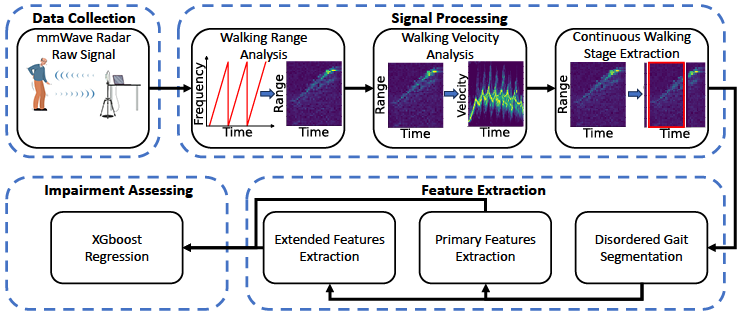 Data Collection
mmWave Radar
Raw Signal
Signal Processing
Walking Range
Analysis
Frequency
Time
Range
Time
Walking Velocity
Analysis
Range
Time
Velocity
Time
Continuous Walking
Stage Extraction
Range
Time
Range
Time
Impairment Assessing
XGboost
Regression
Feature Extraction
Extended Features
Extraction
Primary Features
Extraction
Disordered Gait
Segmentation